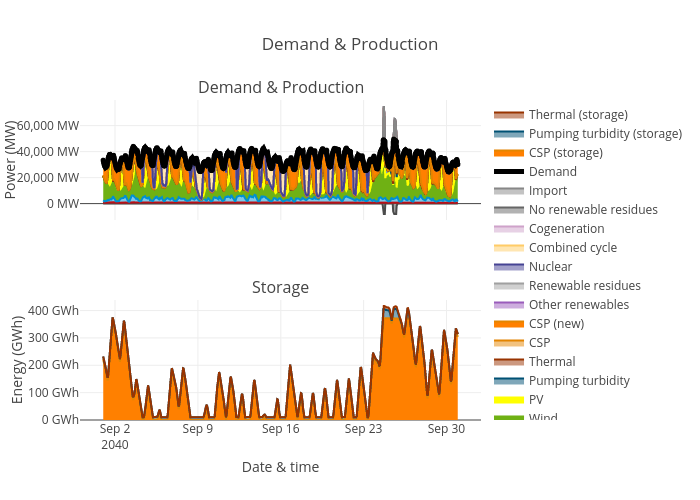 Demand & Production
Demand & Production
Power (MW)
60,000 MW
40,000 MW
20,000 MW
0 MW
Storage
Energy (GWh)
400 GWh
300 GWh
200 GWh
100 GWh
0 GWh
Sep 2
2040
Sep 9
Sep 16
Sep 23
Sep 30
Date & time
Thermal (storage)
Pumping turbidity (storage)
CSP (storage)
Demand
Import
No renewable residues
Cogeneration
Combined cycle
Nuclear
Renewable residues
Other renewables
CSP (new)
CSP
Thermal
Pumping turbidity
PV
Wind